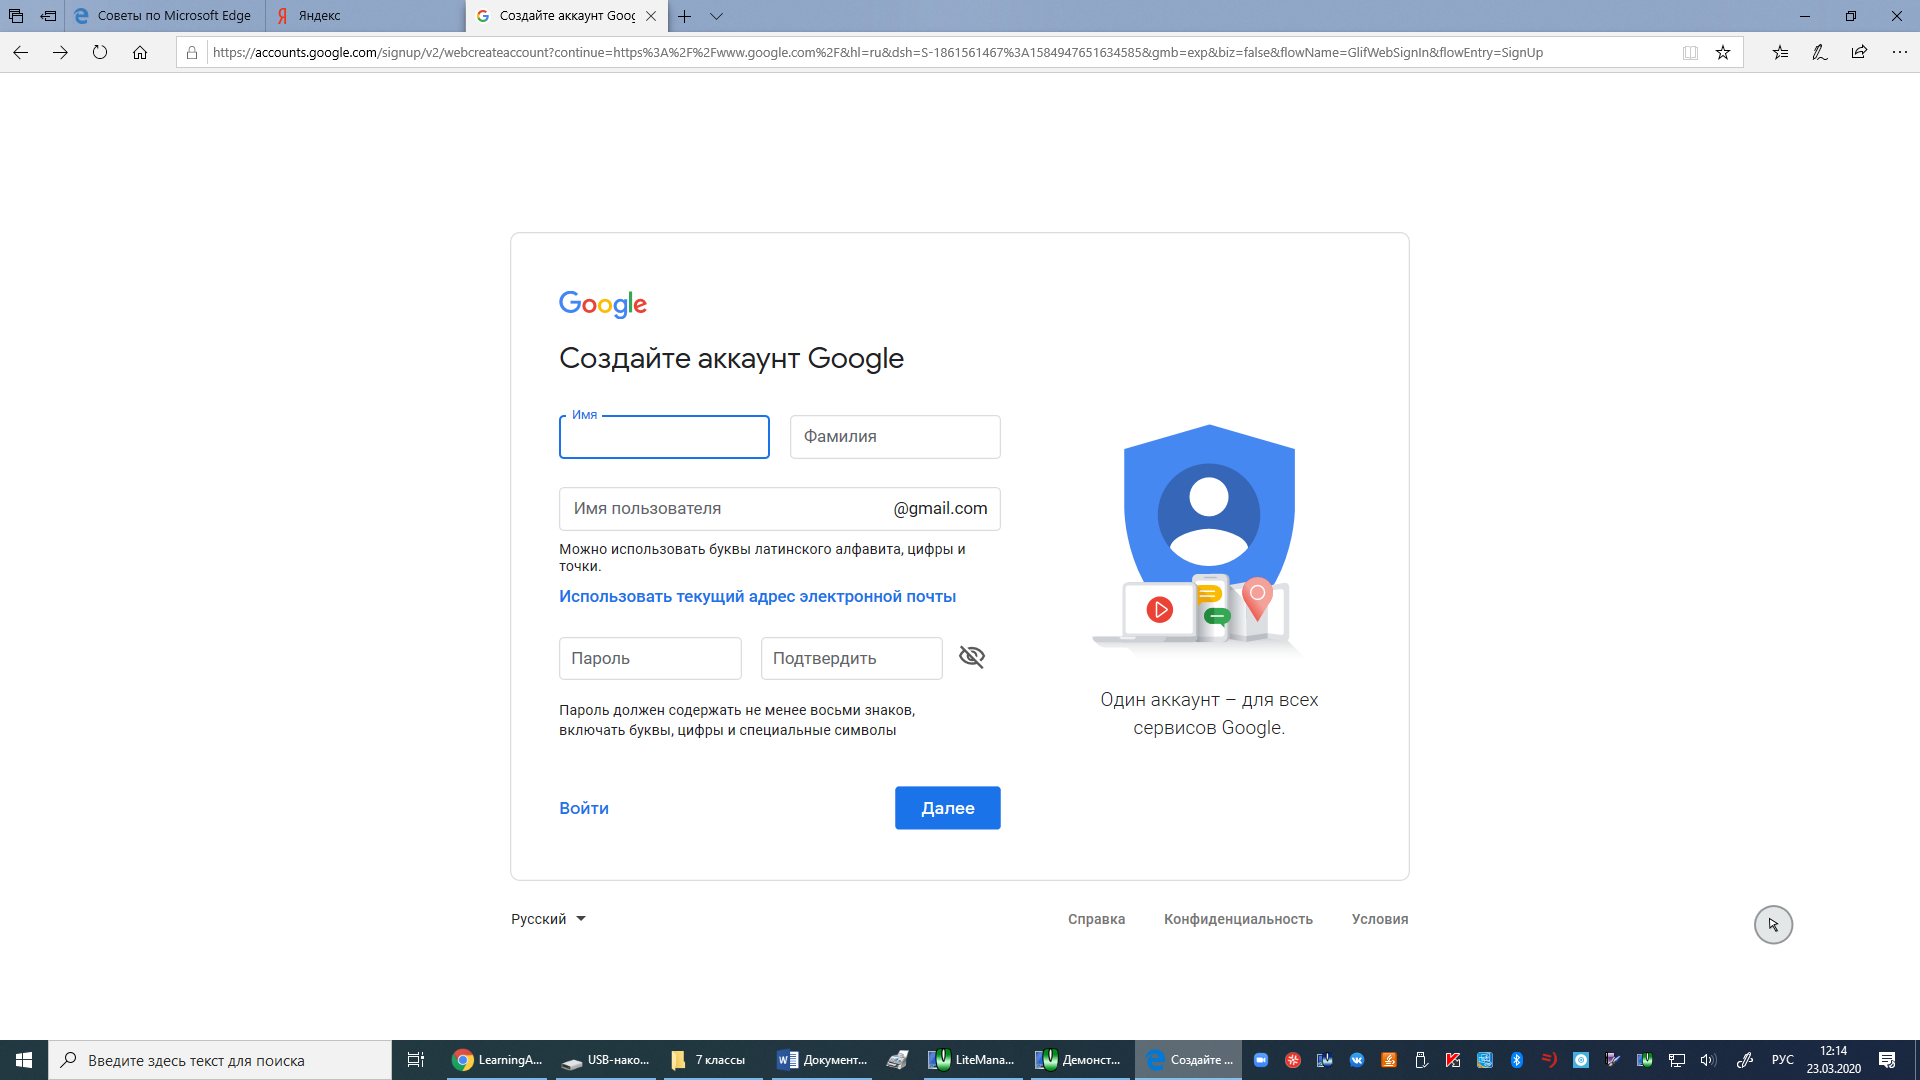 Советы по Microsoft Edge
Яндекс
Создайте аккаунт Goog
https://accounts.google.com/signup/v2/webcreateaccount?continue=https%3A%2F%2Fwww.google.com%2F&hl=ru&dsh=S-1861561467%3A1584947651634585&gmb=exp&biz=false&flowName=GlifWebSignIn&flowEntry=SignUp
Google
Создайте аккаунт Google
Имя
Фамилия
Имя пользователя @gmail.com
Можно использовать буквы латинского алфавита, цифры и
точки.
Использовать текущий адрес электронной почты
Пароль Подтвердить
Пароль должен содержать не менее восьми знаков,
включать буквы, цифры и специальные символы
Войти Далее
Один аккаунт – для всех
сервисов Google.
Русский Справка Конфиденциальность Условия
Введите здесь текст для поиска
LearningA...
USB-нако...
7 классы
Документ...
LiteMana...
Демонст...
Создайте ...
РУС
12:14
23.03.2020